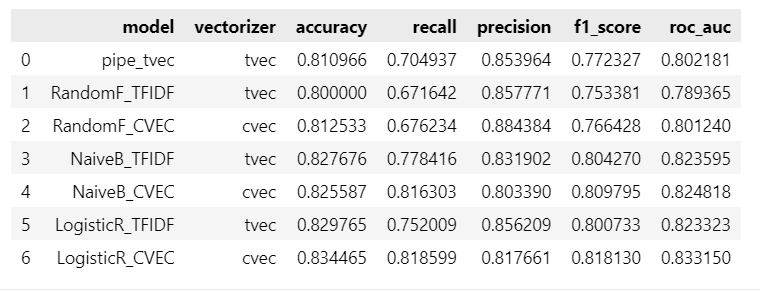 model vectorizer accuracy recall precision f1_score roc_auc
0 pipe_tvec tvec 0.810966 0.704937 0.853964 0.772327 0.802181
1 RandomF_TFIDF tvec 0.800000 0.671642 0.857771 0.753381 0.789365
2 RandomF_CVEC cvec 0.812533 0.676234 0.884384 0.766428 0.801240
3 NaiveB_TFIDF tvec 0.827676 0.778416 0.831902 0.804270 0.823595
4 NaiveB_CVEC cvec 0.825587 0.816303 0.803390 0.809795 0.824818
5 LogisticR_TFIDF tvec 0.829765 0.752009 0.856209 0.800733 0.823323
6 LogisticR_CVEC cvec 0.834465 0.818599 0.817661 0.818130 0.833150